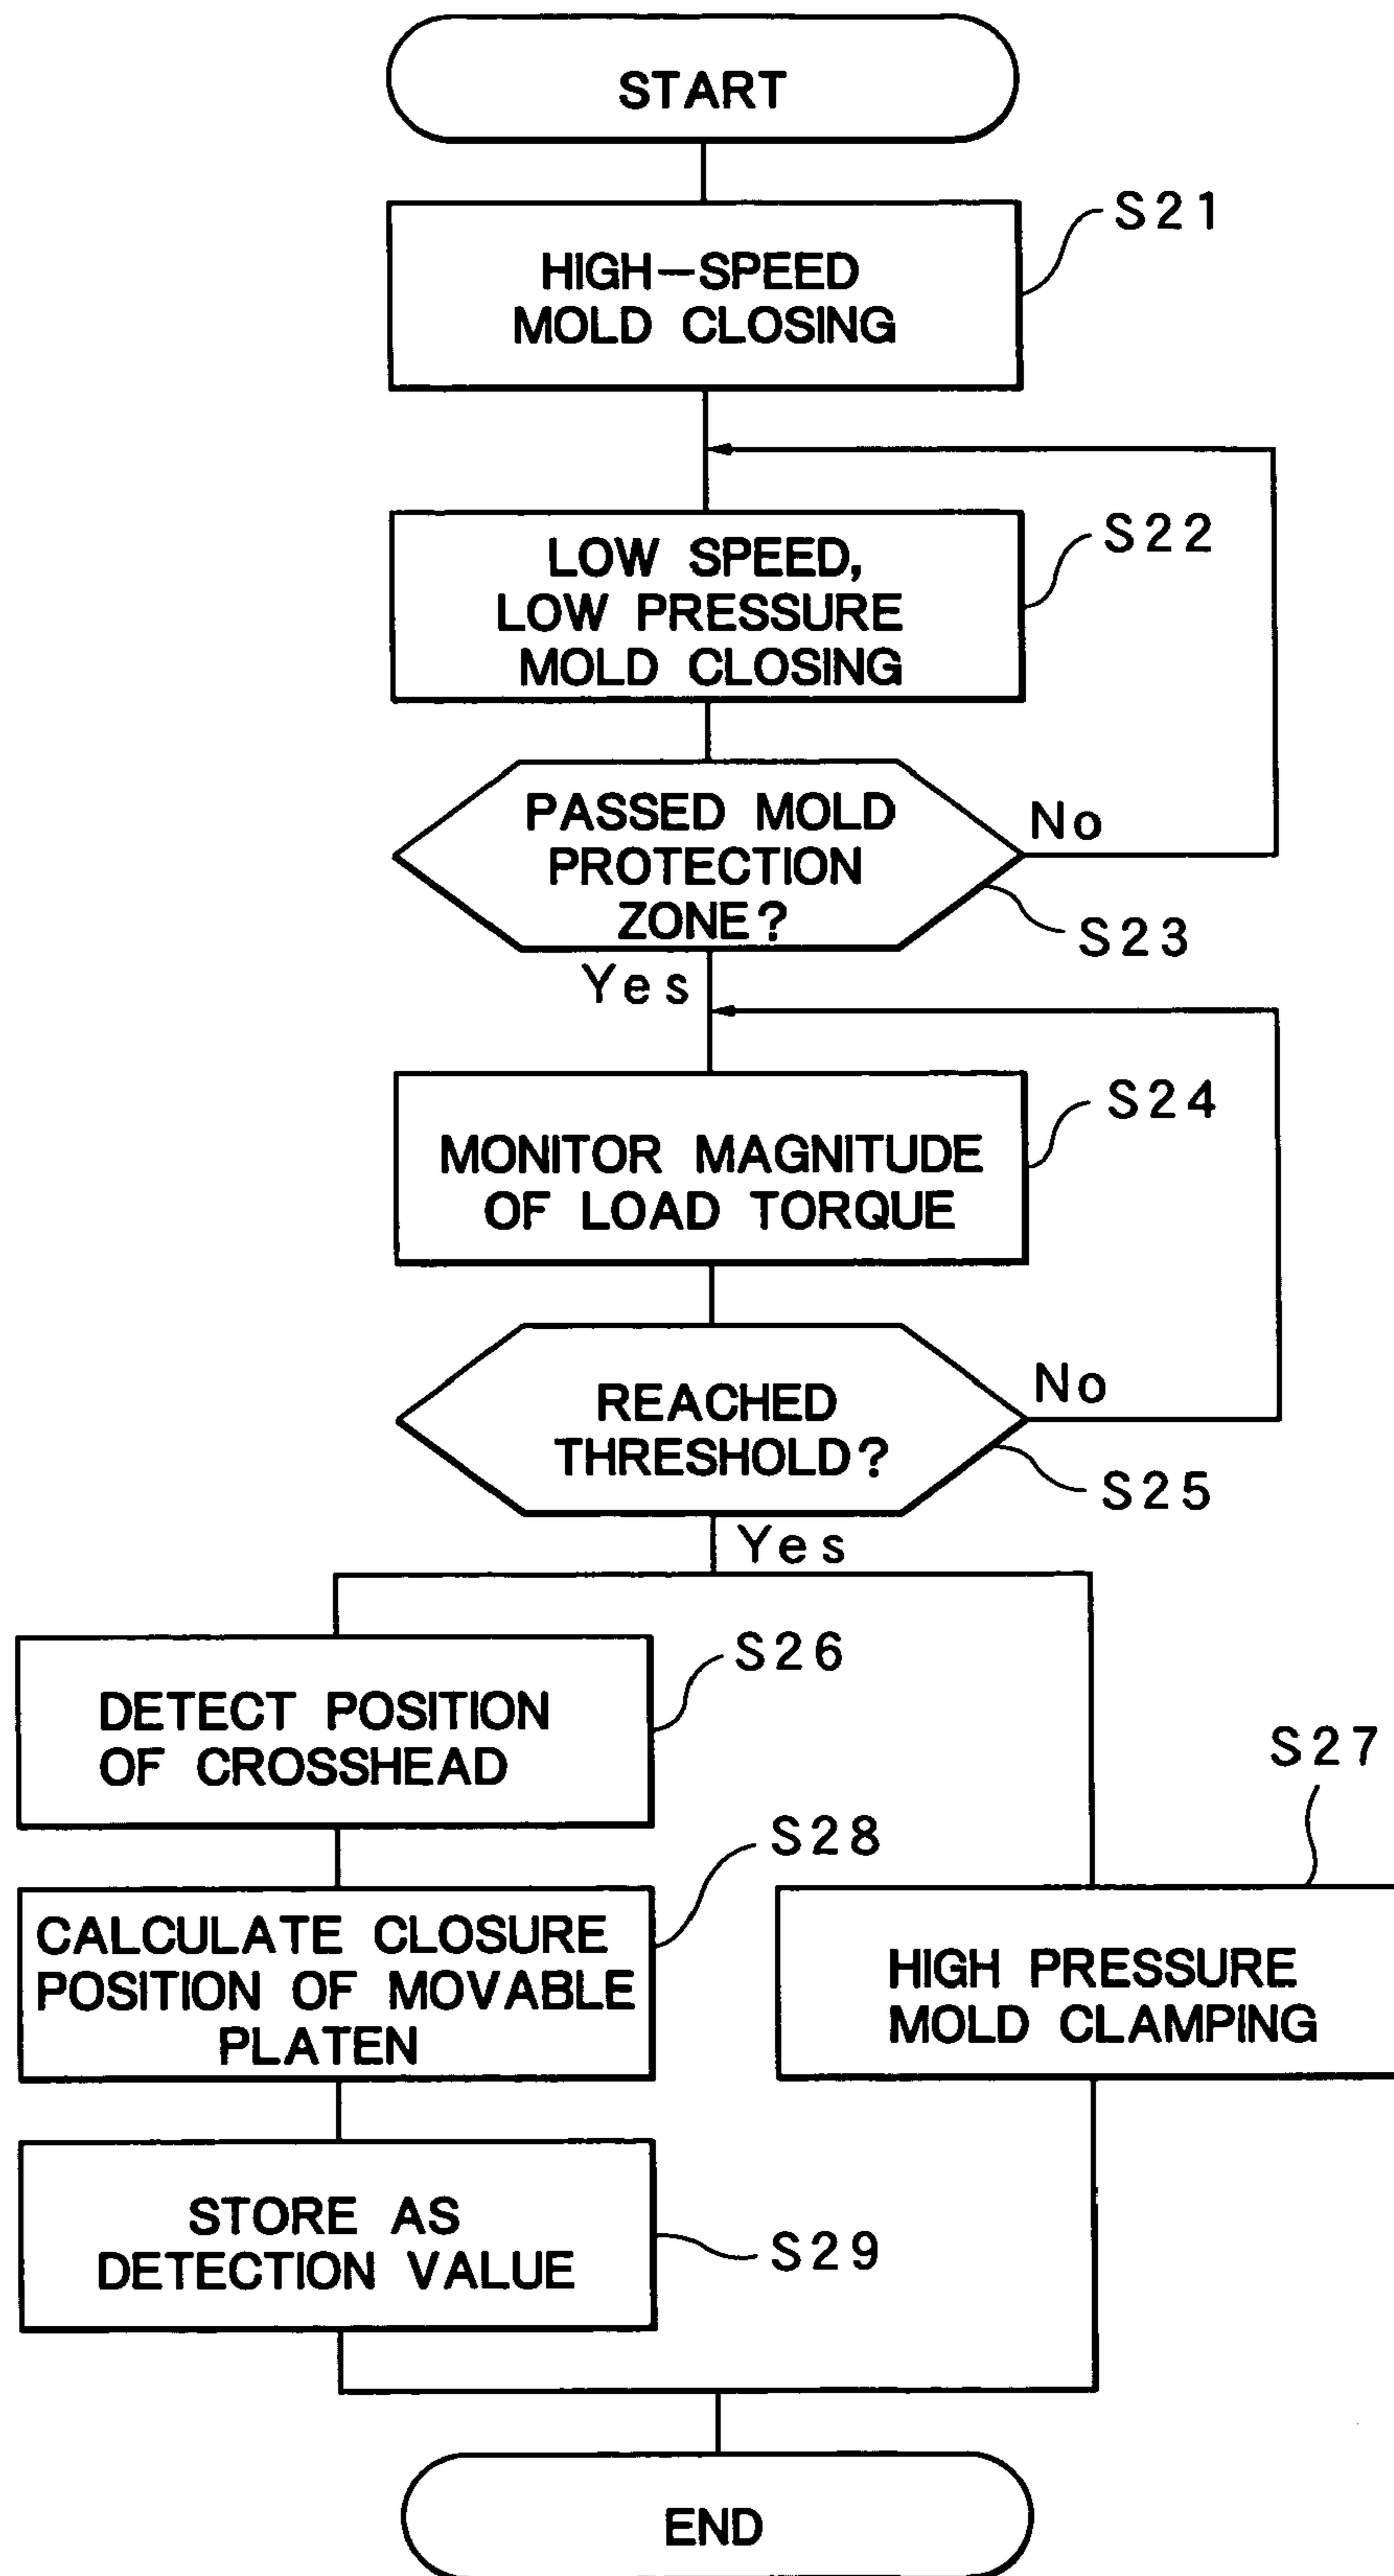 START
S21
HIGH-SPEED
MOLD CLOSING
S22
LOW SPEED,
LOW PRESSURE
MOLD CLOSING
PASSED MOLD
PROTECTION
ZONE?
No
S23
Yes
S24
MONITOR MAGNITUDE
OF LOAD TORQUE
No
REACHED
THRESHOLD?
S25
Yes
S26
DETECT POSITION
OF CROSSHEAD
S27
S28
CALCULATE CLOSURE
POSITION OF MOVABLE
PLATEN
HIGH PRESSURE
MOLD CLAMPING
STORE AS
DETECTION VALUE
S29
END